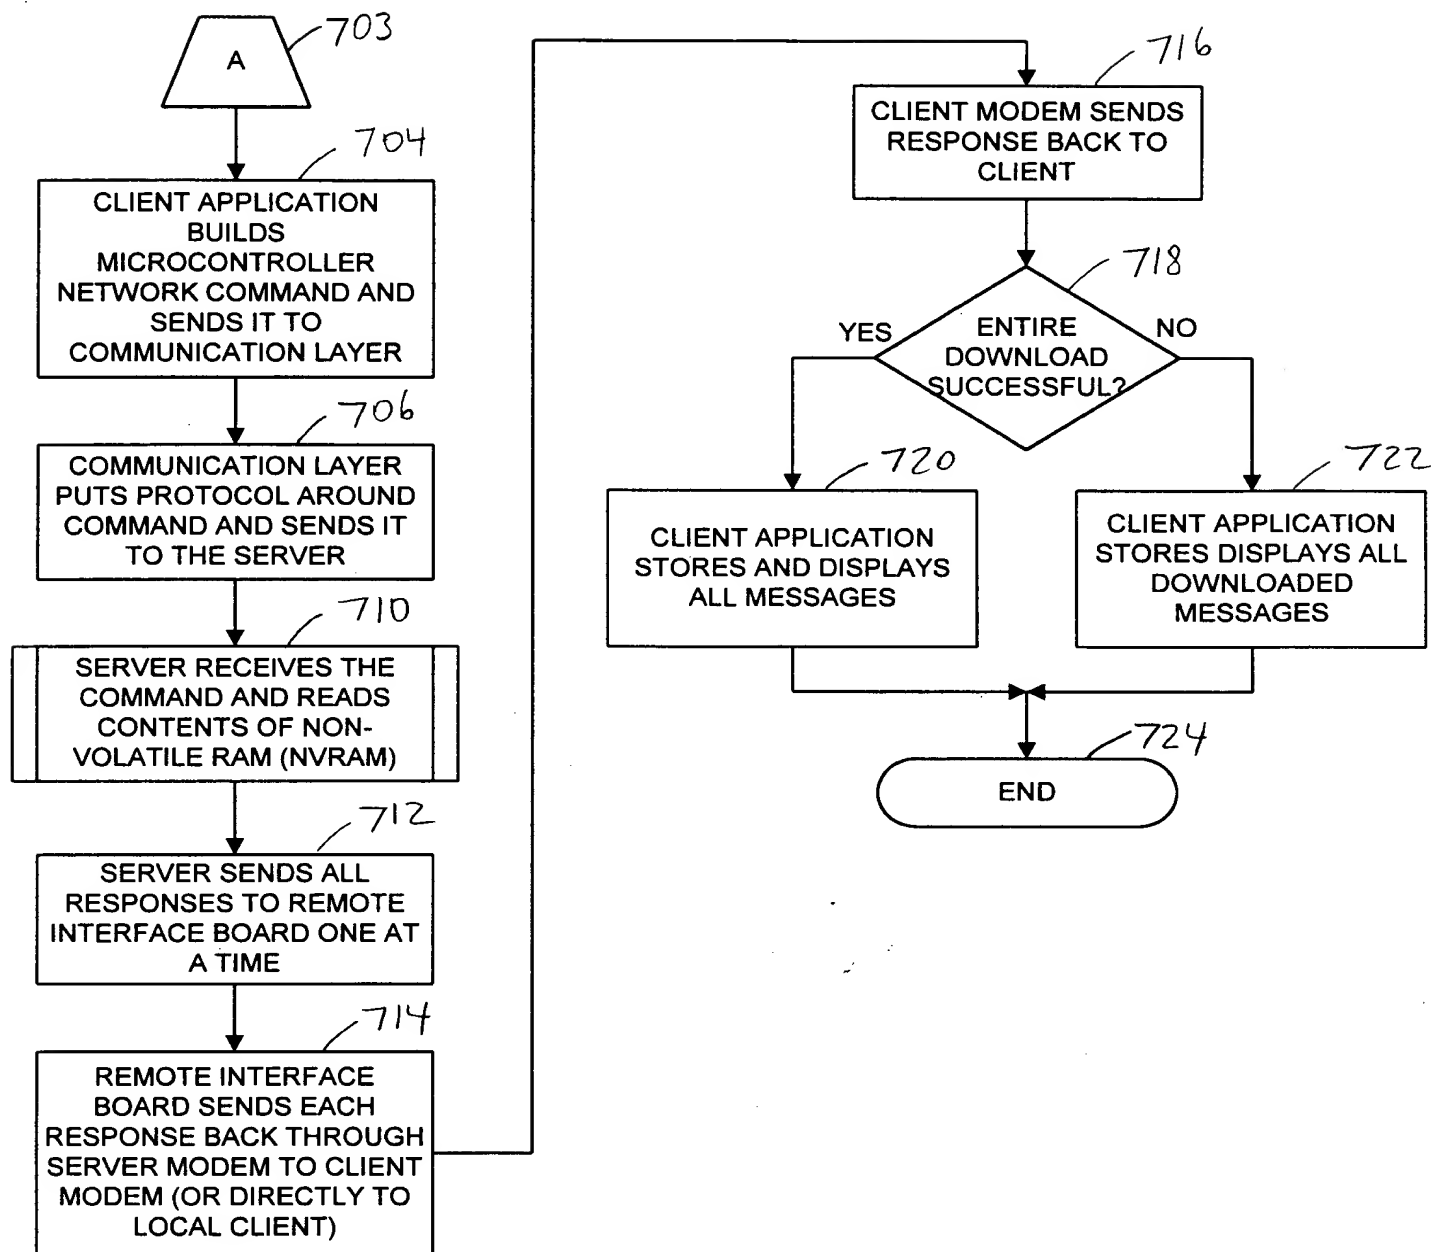 703
A
704
CLIENT APPLICATION
BUILDS
MICROCONTROLLER
NETWORK COMMAND AND
SENDS IT TO
COMMUNICATION LAYER
706
COMMUNICATION LAYER
PUTS PROTOCOL AROUND
COMMAND AND SENDS IT
TO THE SERVER
710
SERVER RECEIVES THE
COMMAND AND READS
CONTENTS OF NON-
VOLATILE RAM (NVRAM)
712
SERVER SENDS ALL
RESPONSES TO REMOTE
INTERFACE BOARD ONE AT
A TIME
714
REMOTE INTERFACE
BOARD SENDS EACH
RESPONSE BACK THROUGH
SERVER MODEM TO CLIENT
MODEM (OR DIRECTLY TO
LOCAL CLIENT)
716
CLIENT MODEM SENDS
RESPONSE BACK TO
CLIENT
718
YES
NO
ENTIRE
DOWNLOAD
SUCCESSFUL?
720
CLIENT APPLICATION
STORES AND DISPLAYS
ALL MESSAGES
722
CLIENT APPLICATION
STORES DISPLAYS ALL
DOWNLOADED
MESSAGES
724
END